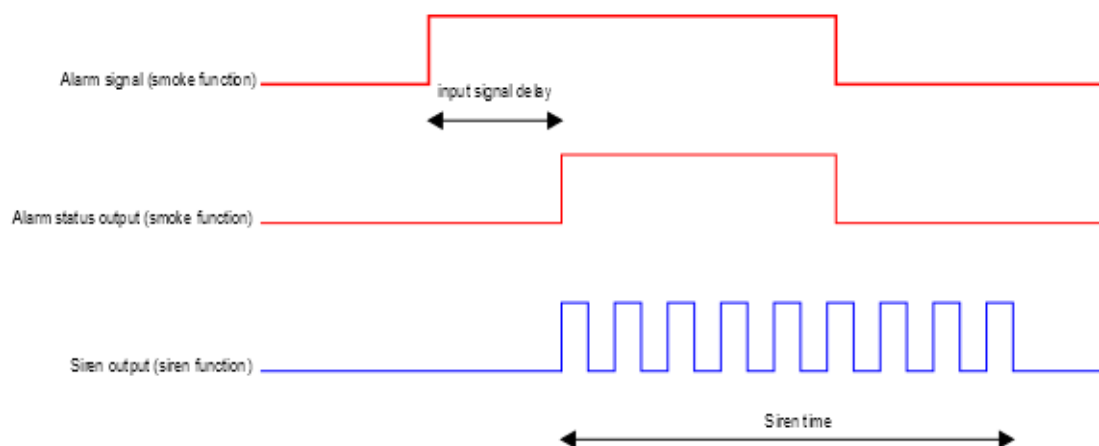 Alarm signal (smoke function)
input signal delay
Alarm status output (smoke function)
Siren output (siren function)
Siren time